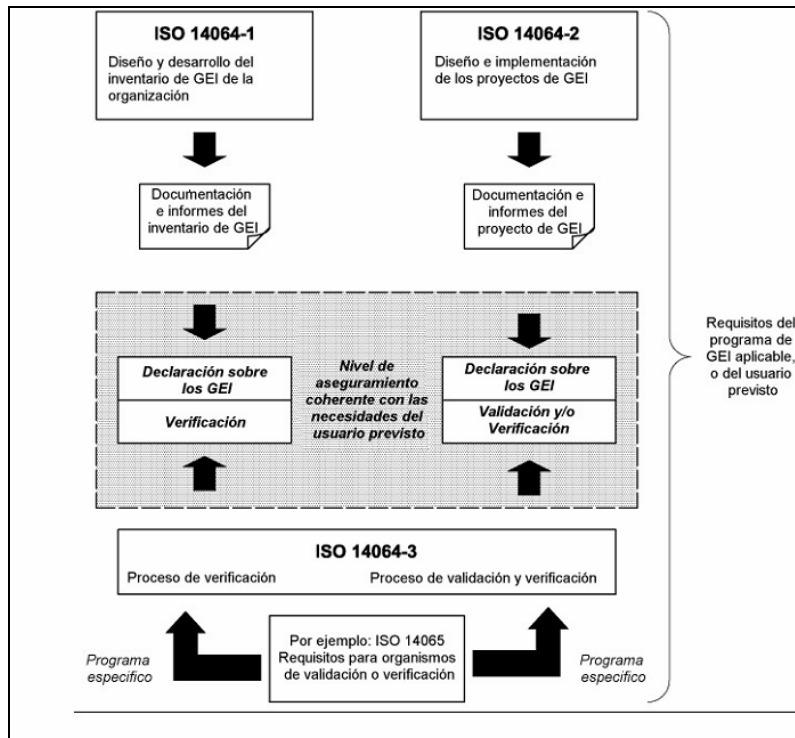 ISO 14064-1
Diseño y desarrollo del
inventario de GEI de la
organización
ISO 14064-2
Diseño e implementación
de los proyectos de GEI
Documentación
e informes del
inventario de GEI
Documentación e
informes del
proyecto de GEI
Requisitos del
programa de
GEI aplicable,
o del usuario
previsto
Declaración sobre
los GEI
Verificación
Nivel de
aseguramiento
coherente con las
necesidades del
usuario previsto
Declaración sobre
los GEI
Validación y/o
Verificación
ISO 14064-3
Proceso de verificación
Proceso de validación y verificación
Programa
específico
Por ejemplo: ISO 14065
Requisitos para organismos
de validación o verificación
Programa
específico